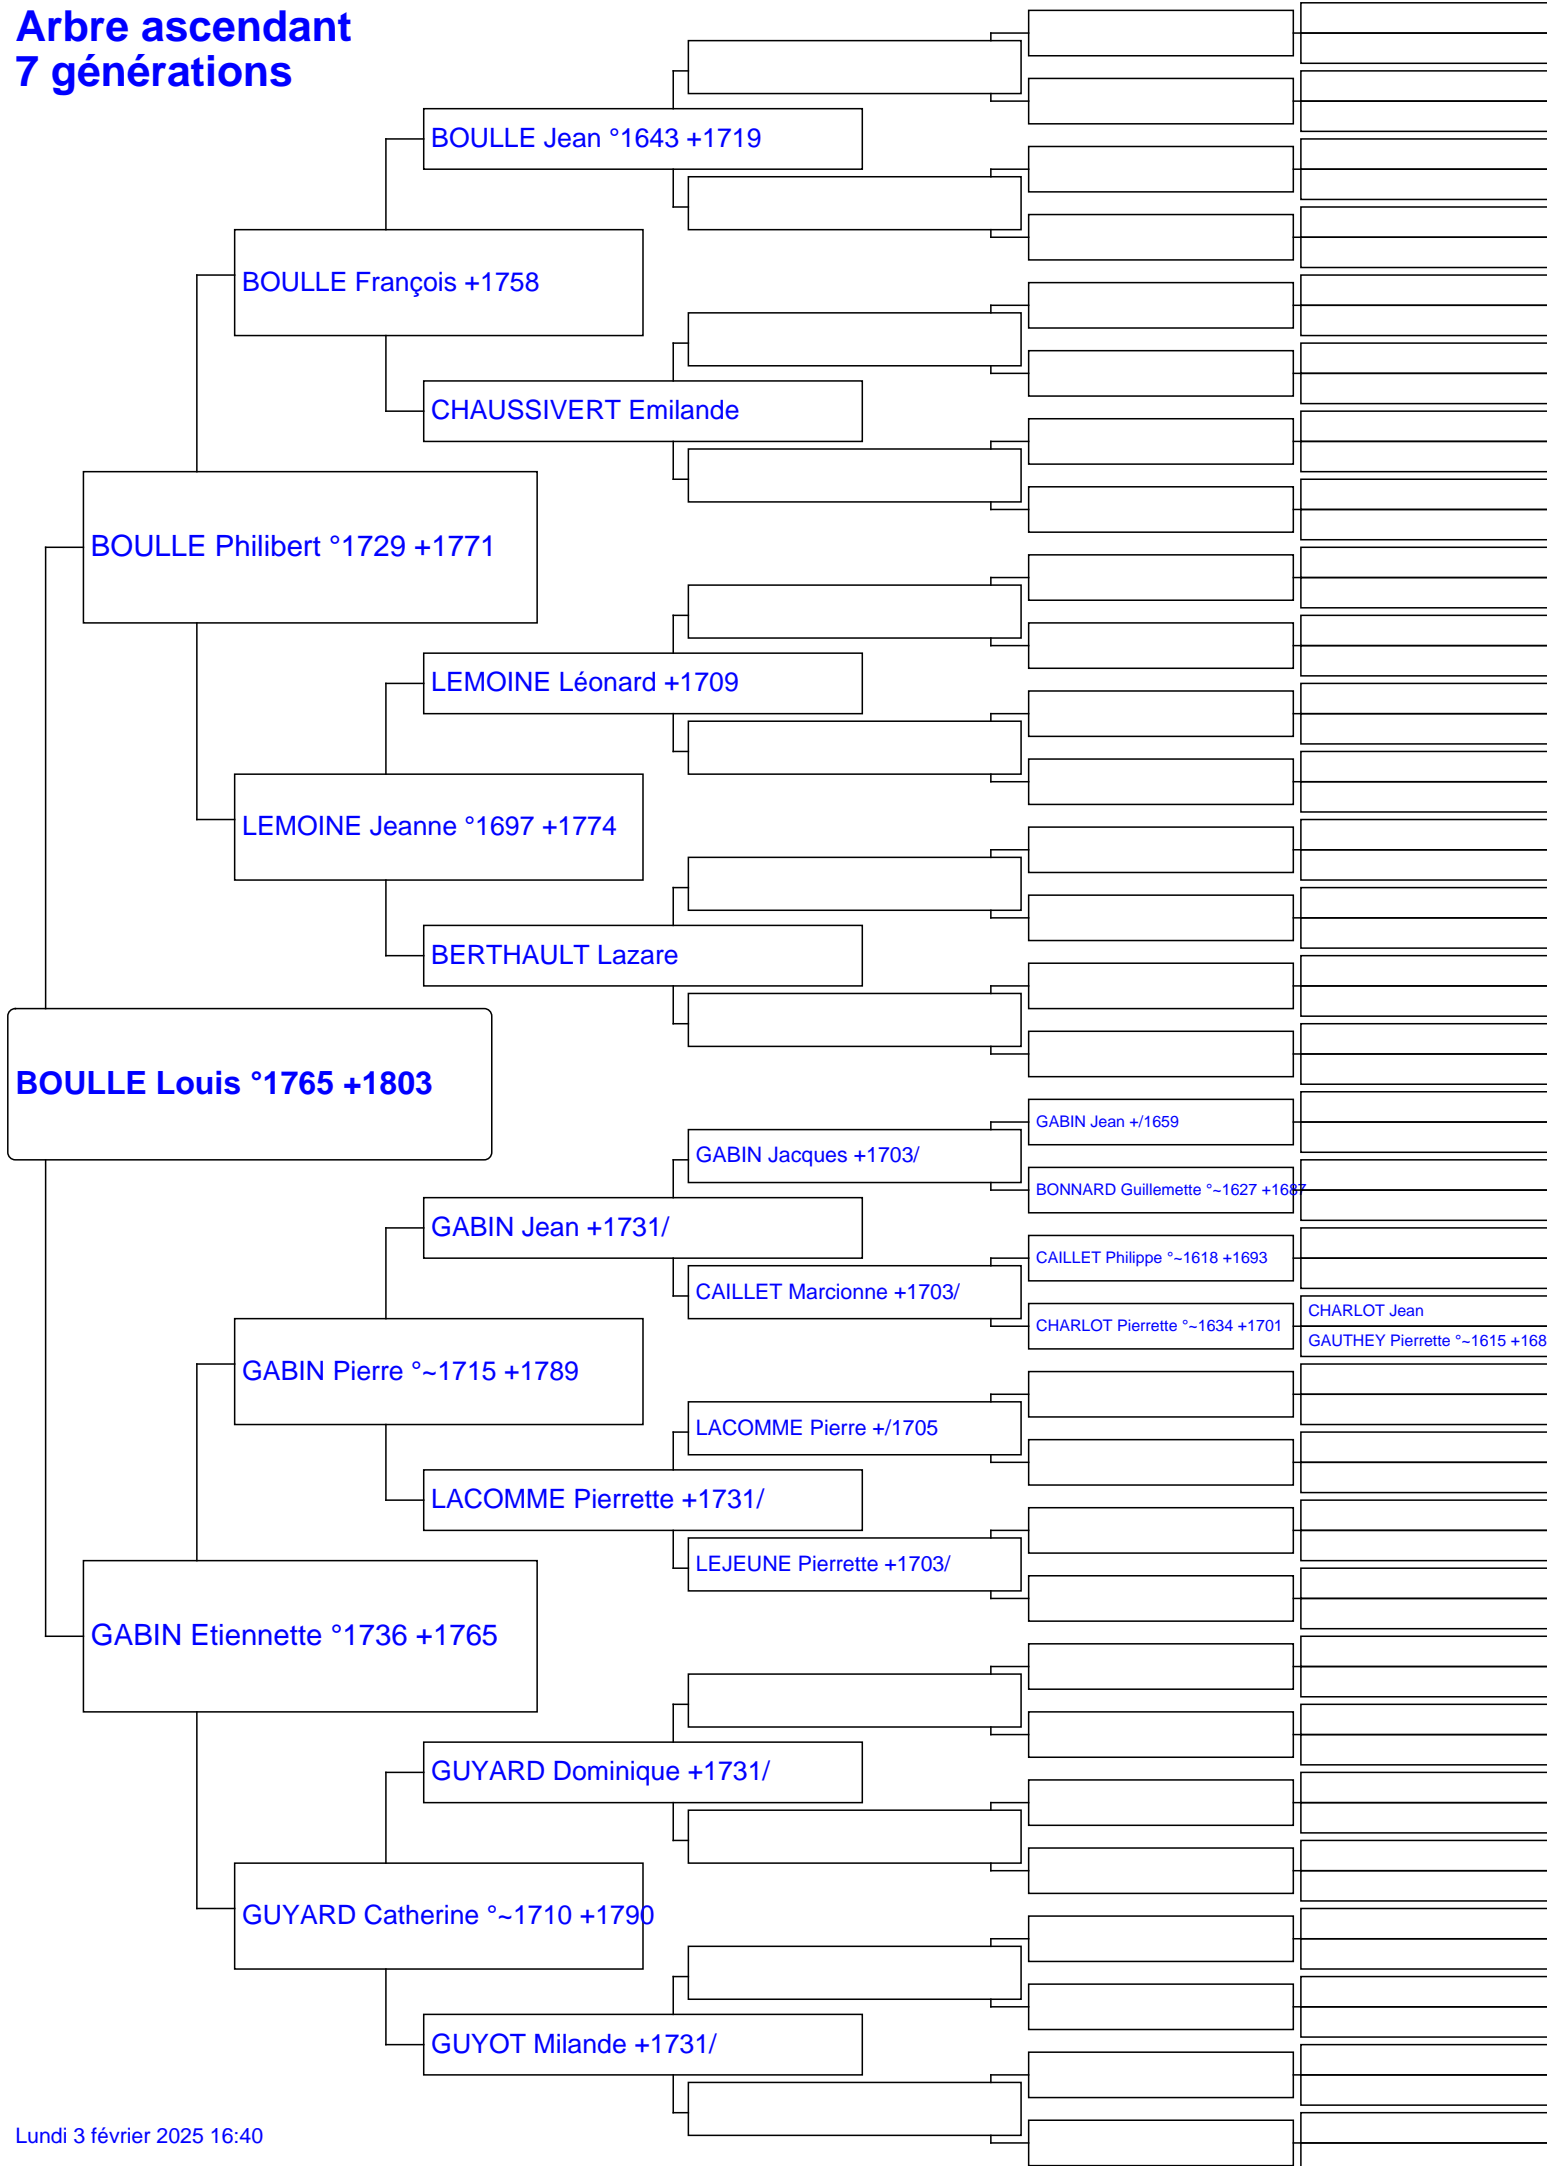 Arbre ascendant
7 générations
BOULLE Jean °1643 +1719
BOULLE François +1758
CHAUSSIVERT Emilande
BOULLE Philibert °1729 +1771
LEMOINE Léonard +1709
LEMOINE Jeanne °1697 +1774
BERTHAULT Lazare
BOULLE Louis °1765 +1803
GABIN Jean +/1659
GABIN Jacques +1703/
BONNARD Guillemette °~1627 +1687
GABIN Jean +1731/
CAILLET Philippe °~1618 +1693
CAILLET Marcionne +1703/
CHARLOT Jean
CHARLOT Pierrette °~1634 +1701
GAUTHEY Pierrette °~1615 +168
GABIN Pierre °~1715 +1789
LACOMME Pierre +/1705
LACOMME Pierrette +1731/
LEJEUNE Pierrette +1703/
GABIN Etiennette °1736 +1765
GUYARD Dominique +1731/
GUYARD Catherine °~1710 +1790
GUYOT Milande +1731/
Lundi 3 février 2025 16:40